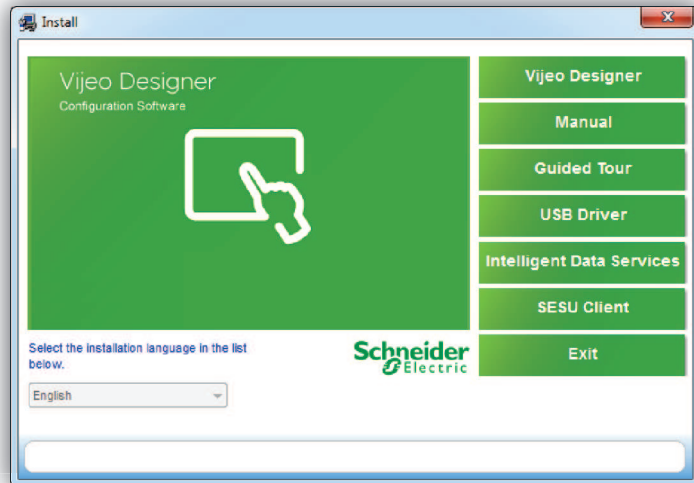 Install
Vijeo Designer
Configuration Software
Select the installation language in the list
below.
English
Schneider
Electric
Vijeo Designer
Manual
Guided Tour
USB Driver
Intelligent Data Services
SESU Client
Exit